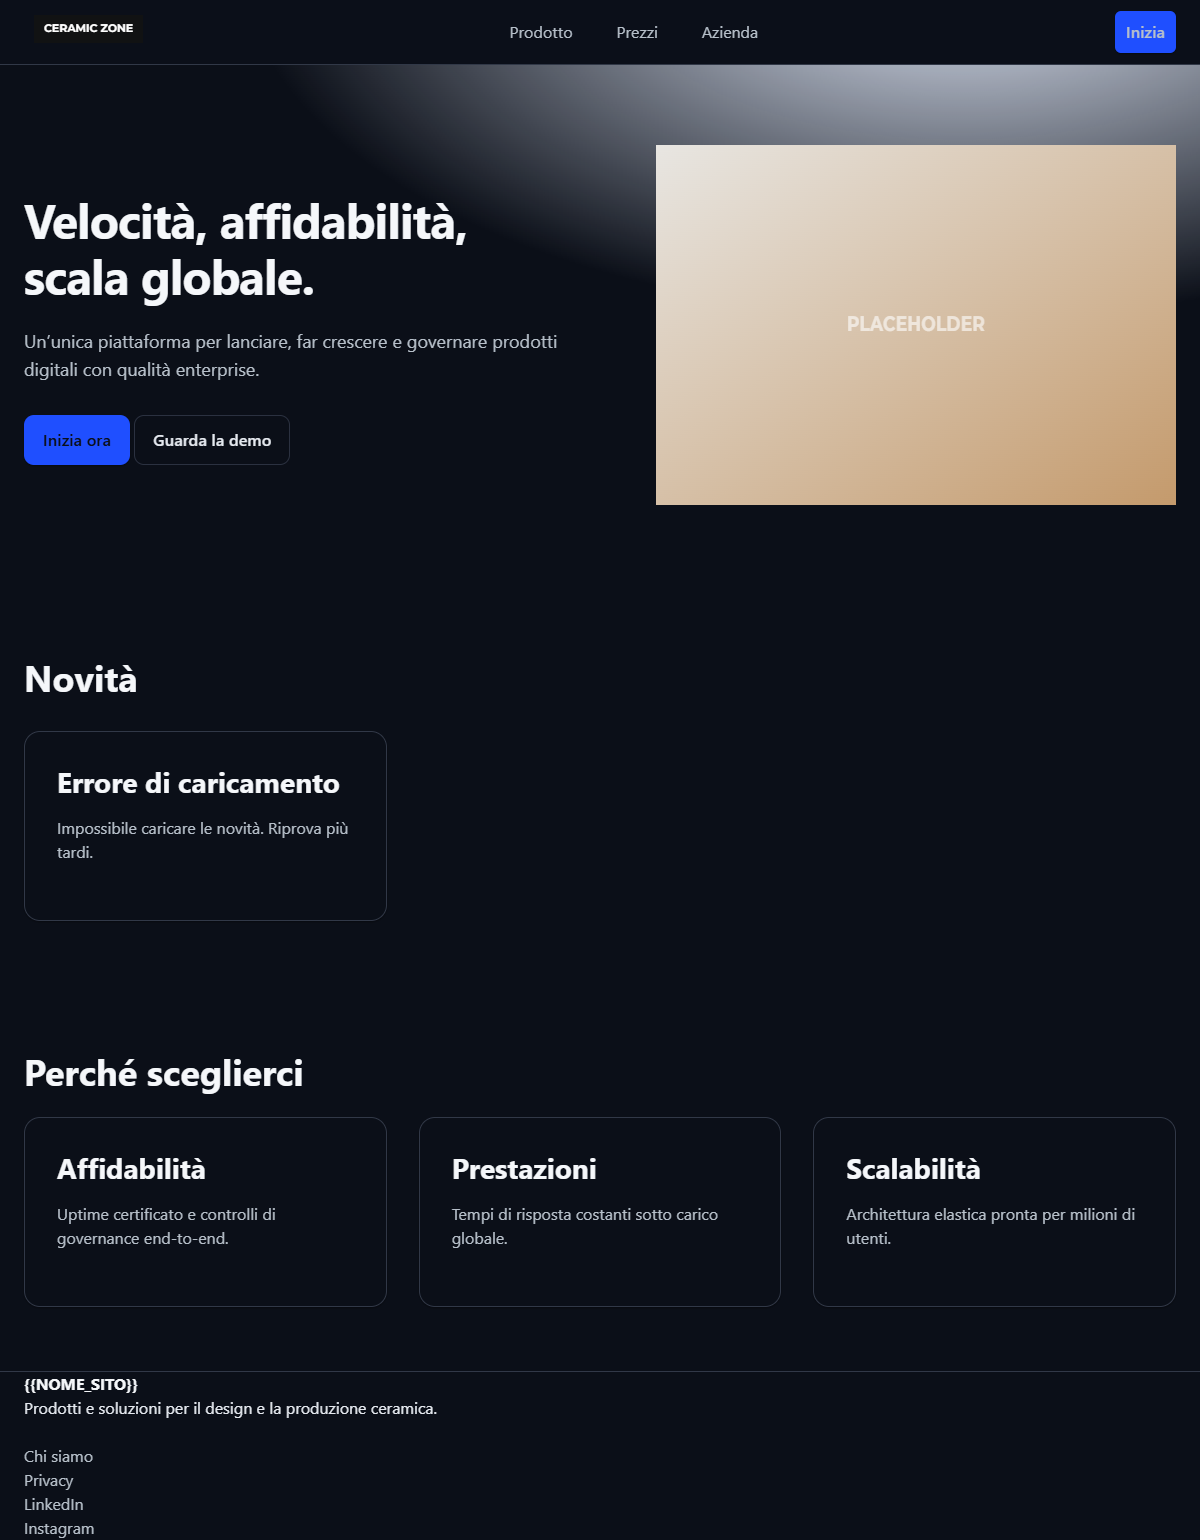 CERAMIC ZONE
Prodotto
Prezzi
Azienda
Inizia
Velocità, affidabilità,
scala globale.
Un’unica piattaforma per lanciare, far crescere e governare prodotti
digitali con qualità enterprise.
Inizia ora
Guarda la demo
PLACEHOLDER
Novità
Errore di caricamento
Impossibile caricare le novità. Riprova più
tardi.
Perché sceglierci
Affidabilità
Uptime certificato e controlli di
governance end-to-end.
Prestazioni
Tempi di risposta costanti sotto carico
globale.
Scalabilità
Architettura elastica pronta per milioni di
utenti.
{{NOME_SITO}}
Prodotti e soluzioni per il design e la produzione ceramica.
Chi siamo
Privacy
LinkedIn
Instagram